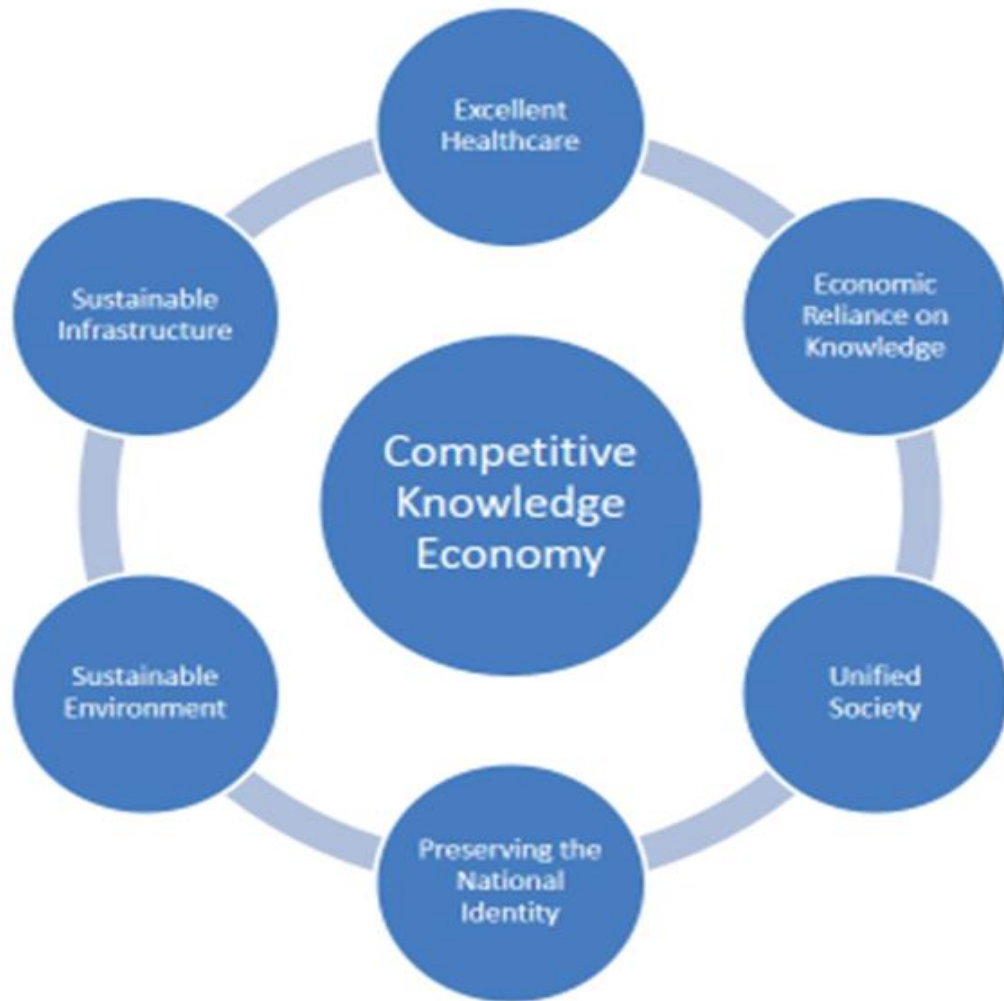 Excellent
Healthcare
Economic
Reliance on
Knowledge
Unified
Society
Preserving the
National
Identity
Sustainable
Environment
Sustainable
Infrastructure
Competitive
Knowledge
Economy